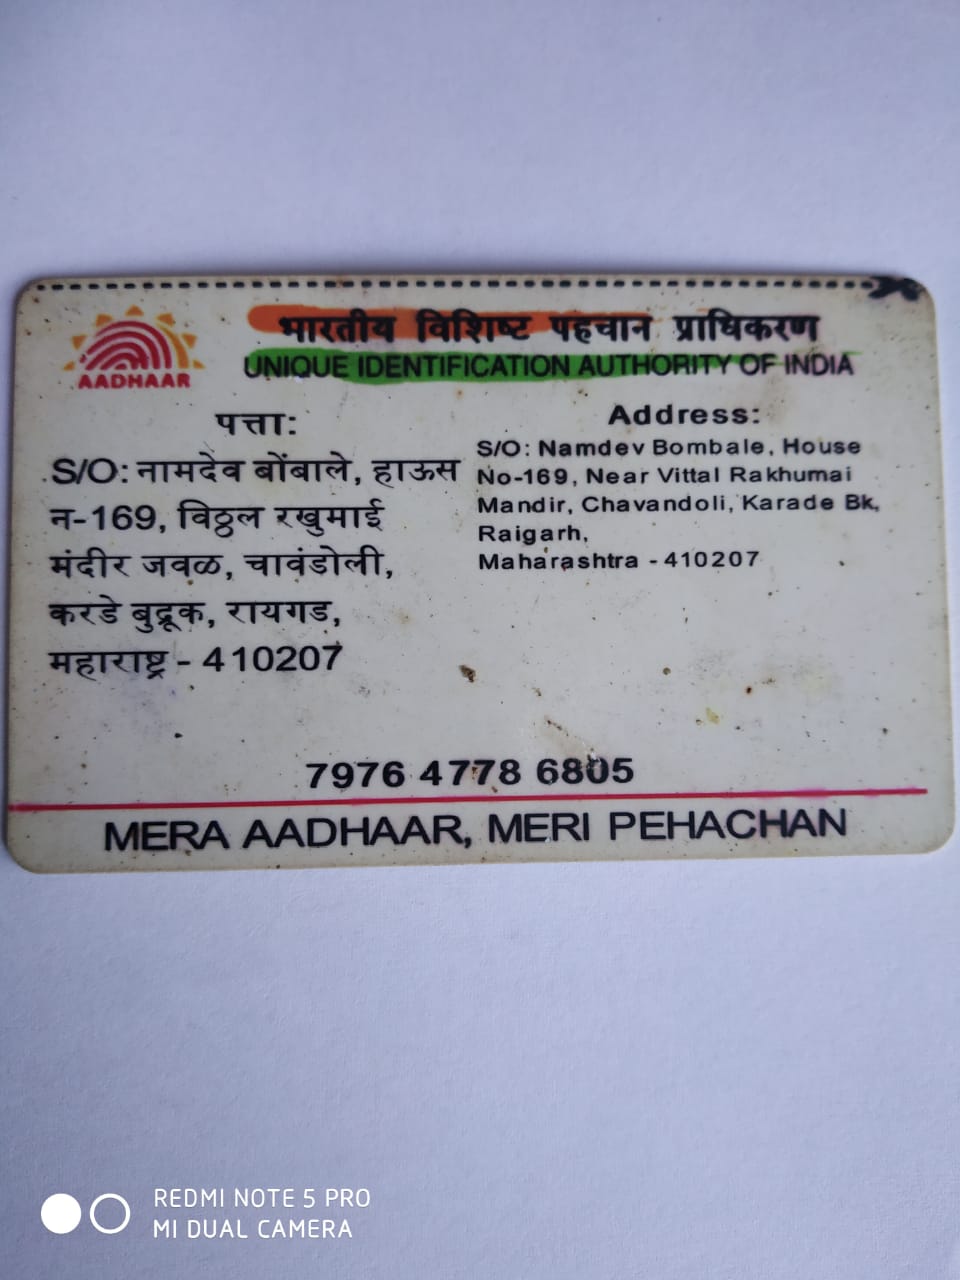 भारतीय विशिष्ट पहचान प्राधिकरण
UNIQUE IDENTIFICATION AUTHORITY OF INDIA
AADHAAR
पत्ता:
S/O: नामदेव बोंबाले, हाऊस
न-169, विठ्ठल रखुमाई
मंदीर जवळ, चावंडोली,
करडे बुद्रूक, रायगड,
महाराष्ट्र - 410207
Address:
S/O: Namdev Bombale, House
No-169, Near Vittal Rakhumai
Mandir, Chavandoli, Karade Bk,
Raigarh,
Maharashtra - 410207
7976 4778 6805
MERA AADHAAR, MERI PEHACHAN
REDMI NOTE 5 PRO
MI DUAL CAMERA